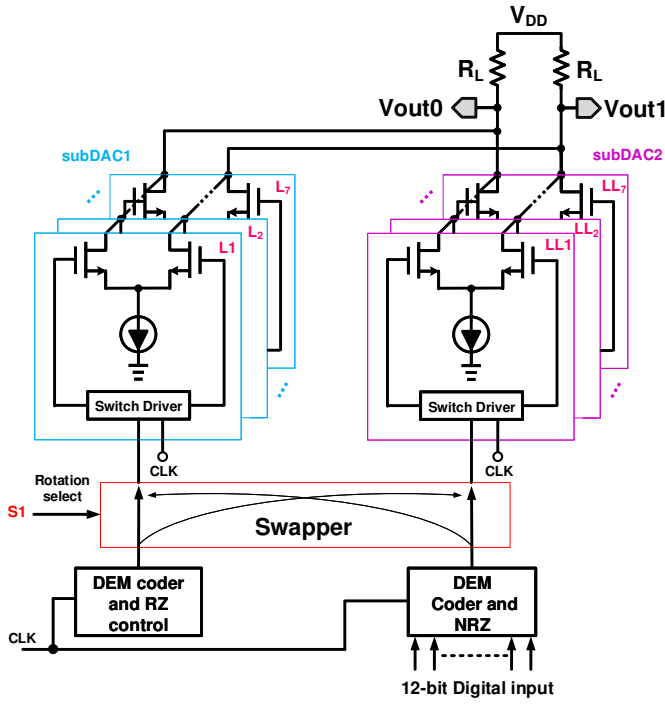 VDD
RL
RL
Vout0
Vout1
subDAC1
subDAC2
L7
LL7
L2
LL2
L1
LL1
Switch Driver
Switch Driver
CLK
CLK
Rotation
select
S1
Swapper
DEM coder
and RZ
control
DEM
Coder and
NRZ
CLK
12-bit Digital input